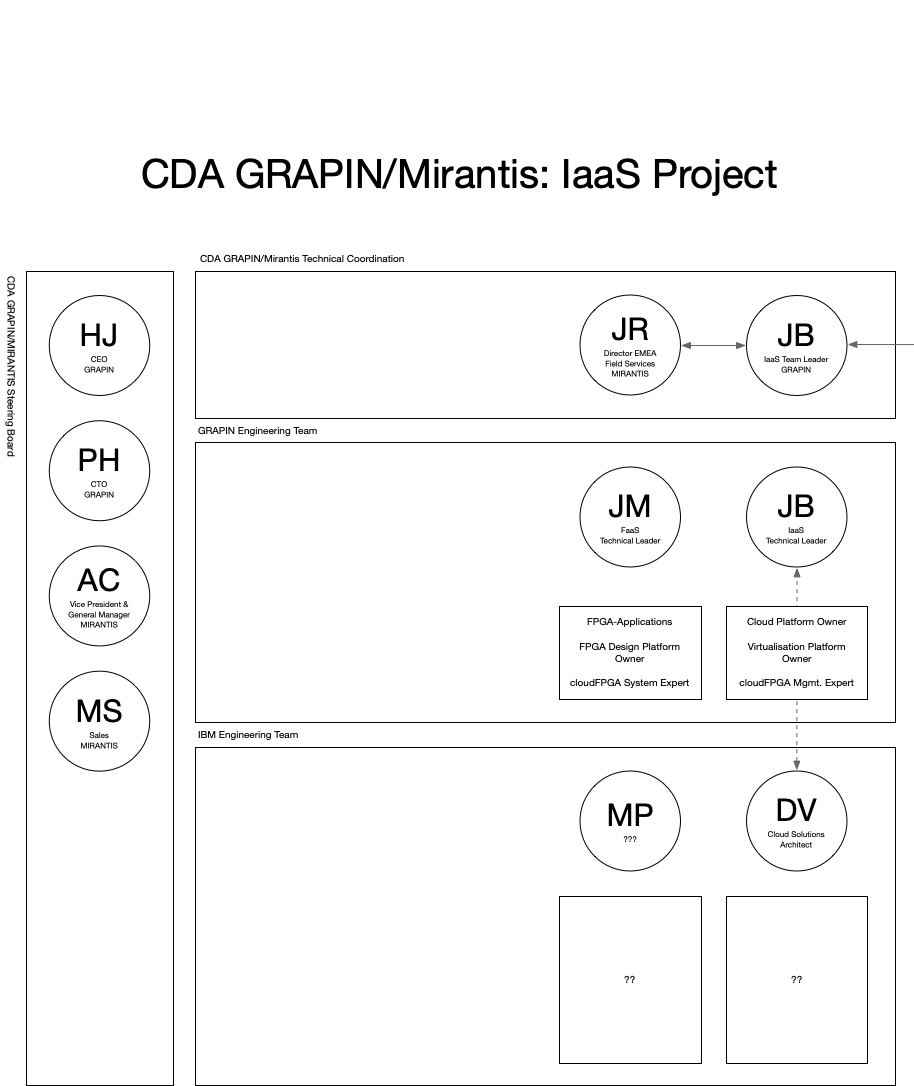 CDA GRAPIN/Mirantis: IaaS Project
CDA GRAPIN/MIRANTIS Steering Board
HJ
CEO
GRAPIN
PH
CTO
GRAPIN
AC
Vice President &
General Manager
MIRANTIS
MS
Sales
MIRANTIS
CDA GRAPIN/Mirantis Technical Coordination
JR
Director EMEA
Field Services
MIRANTIS
JB
IaaS Team Leader
GRAPIN
GRAPIN Engineering Team
JM
FaaS
Technical Leader
JB
IaaS
Technical Leader
FPGA-Applications
FPGA Design Platform
Owner
cloudFPGA System Expert
Cloud Platform Owner
Virtualisation Platform
Owner
cloudFPGA Mgmt. Expert
IBM Engineering Team
MP
???
DV
Cloud Solutions
Architect
??
??